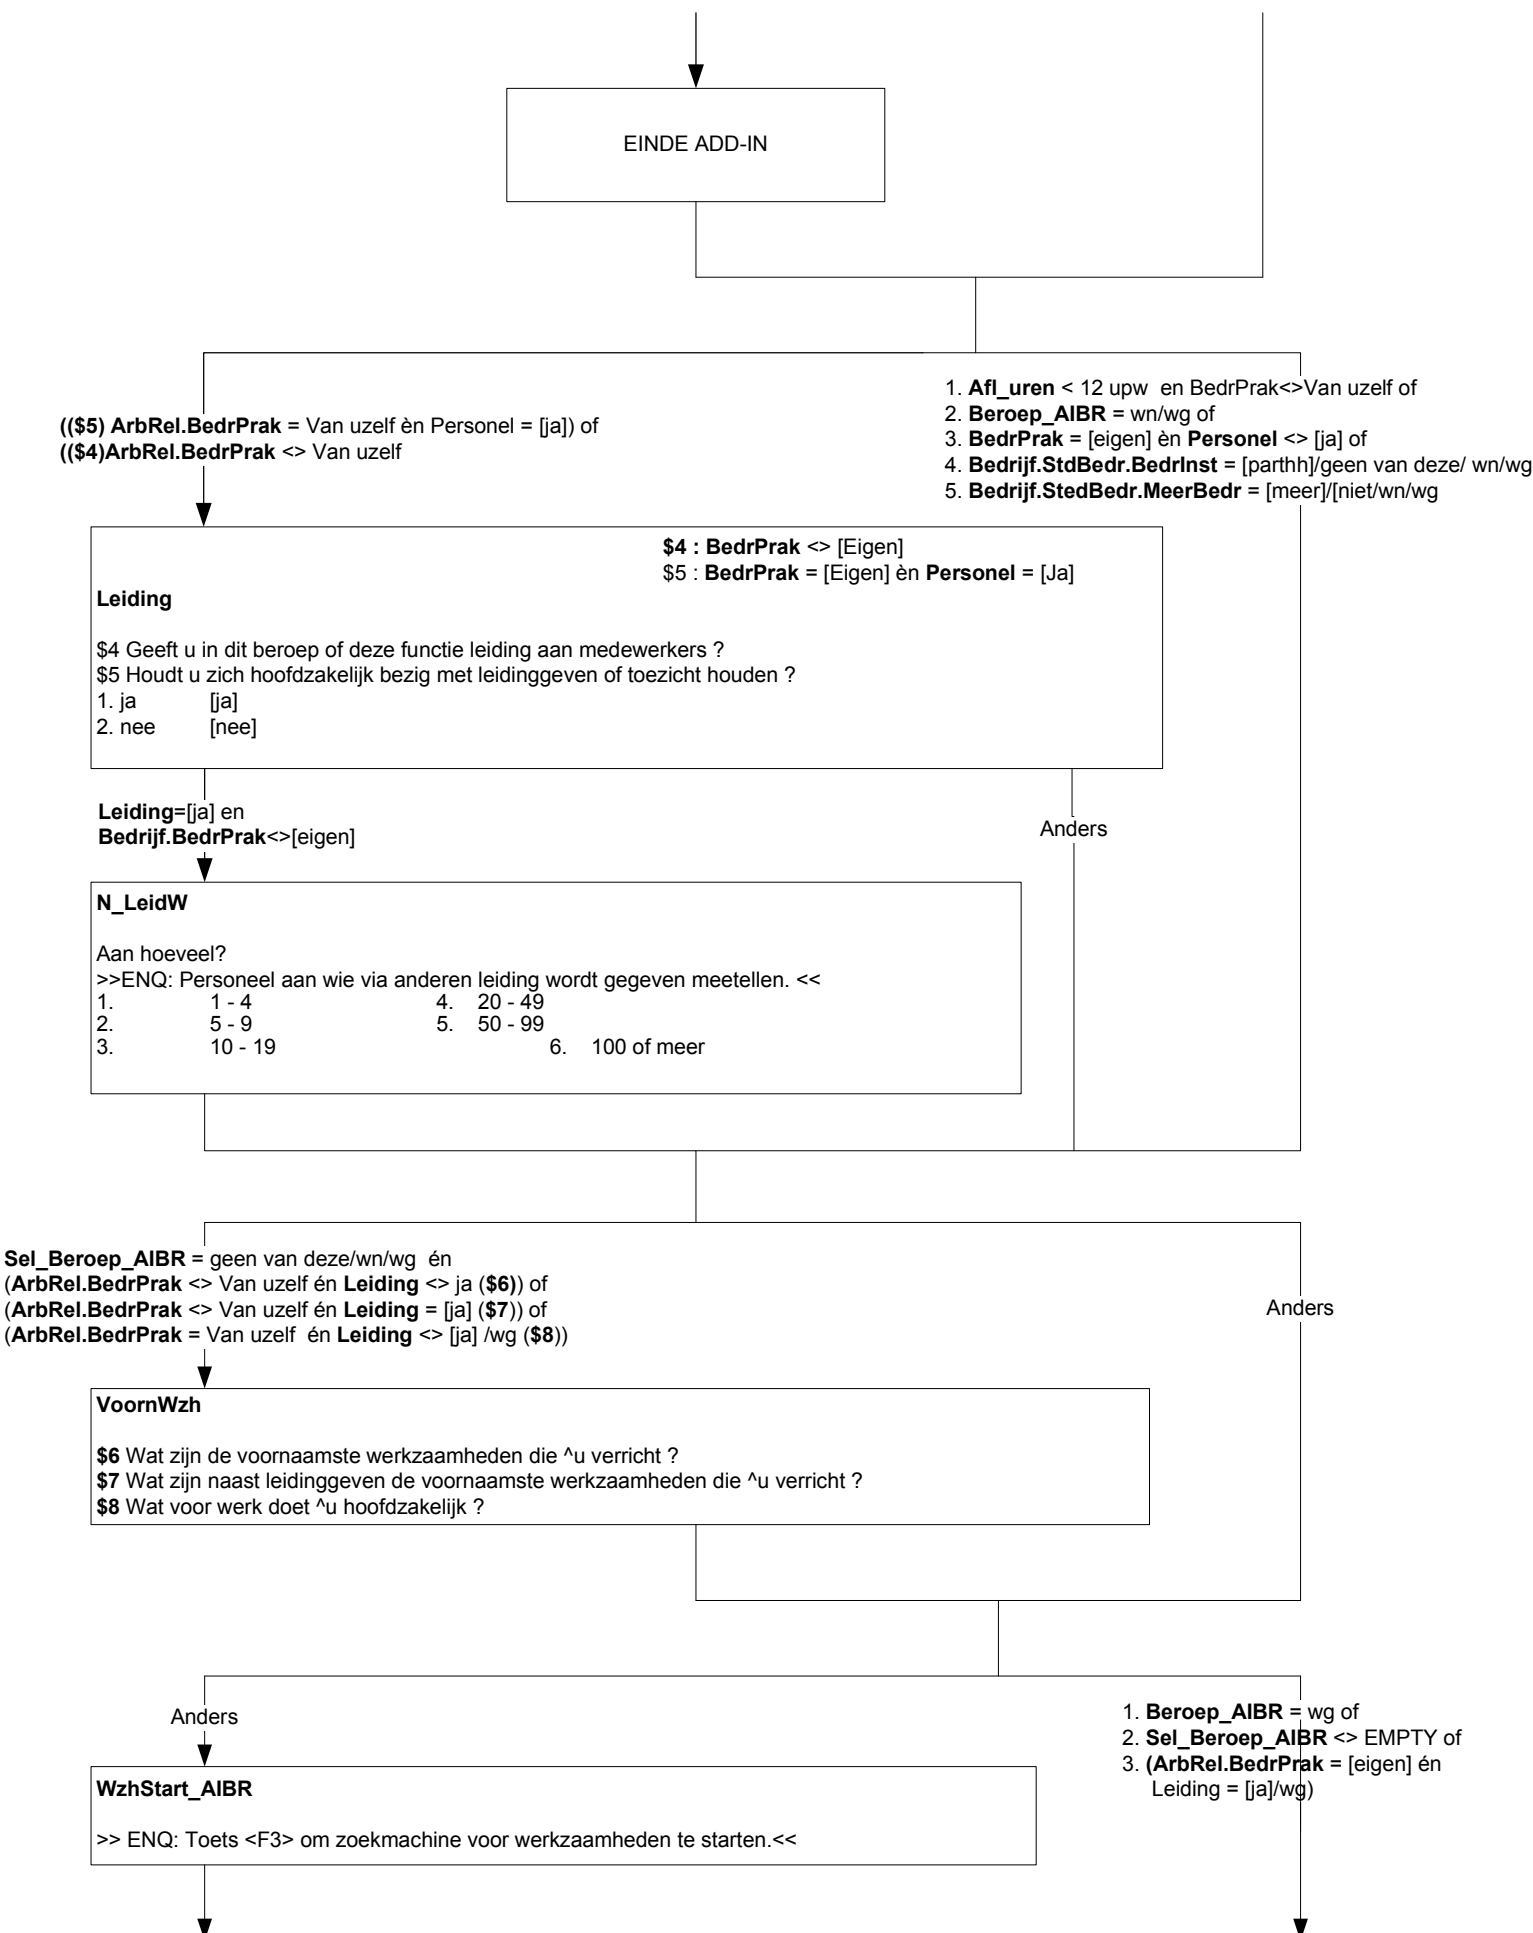 EINDE ADD-IN
(($5) ArbRel.BedrPrak = Van uzelf èn Personel = [ja]) of
(($4)ArbRel.BedrPrak <> Van uzelf
1. Afl_uren < 12 upw en BedrPrak<>Van uzelf of
2. Beroep_AIBR = wn/wg of
3. BedrPrak = [eigen] èn Personel <> [ja] of
4. Bedrijf.StdBedr.BedrInst = [parthh]/geen van deze/ wn/wg
5. Bedrijf.StedBedr.MeerBedr = [meer]/[niet/wn/wg
$4 : BedrPrak <> [Eigen]
$5 : BedrPrak = [Eigen] èn Personel = [Ja]
Leiding
$4 Geeft u in dit beroep of deze functie leiding aan medewerkers ?
$5 Houdt u zich hoofdzakelijk bezig met leidinggeven of toezicht houden ?
1. ja [ja]
2. nee [nee]
Leiding=[ja] en
Bedrijf.BedrPrak<>[eigen]
Anders
N_LeidW
Aan hoeveel?
>>ENQ: Personeel aan wie via anderen leiding wordt gegeven meetellen. <<
1. 1 - 4 4. 20 - 49
2. 5 - 9 5. 50 - 99
3. 10 - 19 6. 100 of meer
Sel_Beroep_AIBR = geen van deze/wn/wg én
(ArbRel.BedrPrak <> Van uzelf én Leiding <> ja ($6)) of
(ArbRel.BedrPrak <> Van uzelf én Leiding = [ja] ($7)) of
(ArbRel.BedrPrak = Van uzelf én Leiding <> [ja] /wg ($8))
Anders
VoornWzh
$6 Wat zijn de voornaamste werkzaamheden die ^u verricht ?
$7 Wat zijn naast leidinggeven de voornaamste werkzaamheden die ^u verricht ?
$8 Wat voor werk doet ^u hoofdzakelijk ?
Anders
1. Beroep_AIBR = wg of
2. Sel_Beroep_AIBR <> EMPTY of
3. (ArbRel.BedrPrak = [eigen] én
Leiding = [ja]/wg)
WzhStart_AIBR
>> ENQ: Toets <F3> om zoekmachine voor werkzaamheden te starten.<<